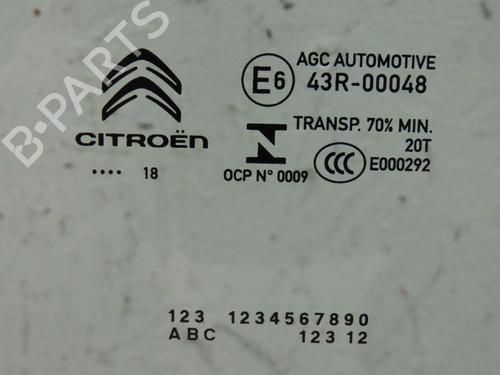 AGC AUTOMOTIVE
E6 43R-00048
CITROËN
TRANSP. 70% MIN.
20T
.... 18
OCP N° 0009
CCC E000292
123 1234567890
ABC 123 12